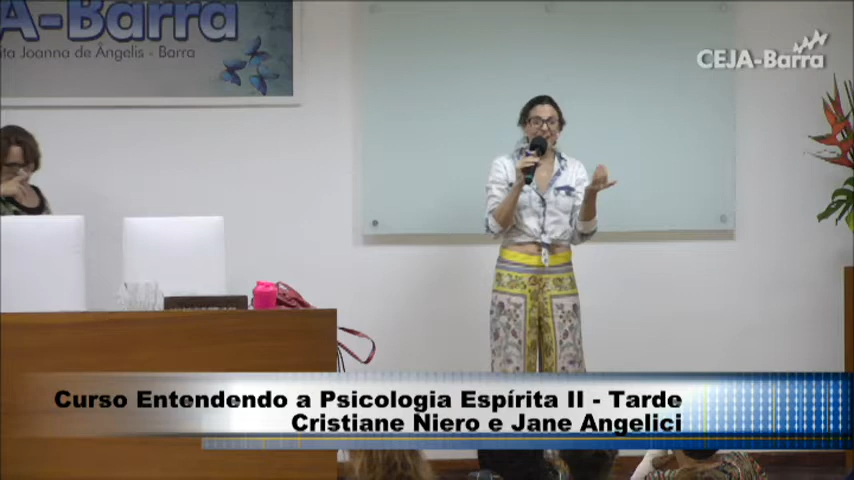 A-Barra
ta Joanna de Ângelis - Barra
CEJA-Barra
Curso Entendendo a Psicologia Espírita II - Tarde
Cristiane Niero e Jane Angelici